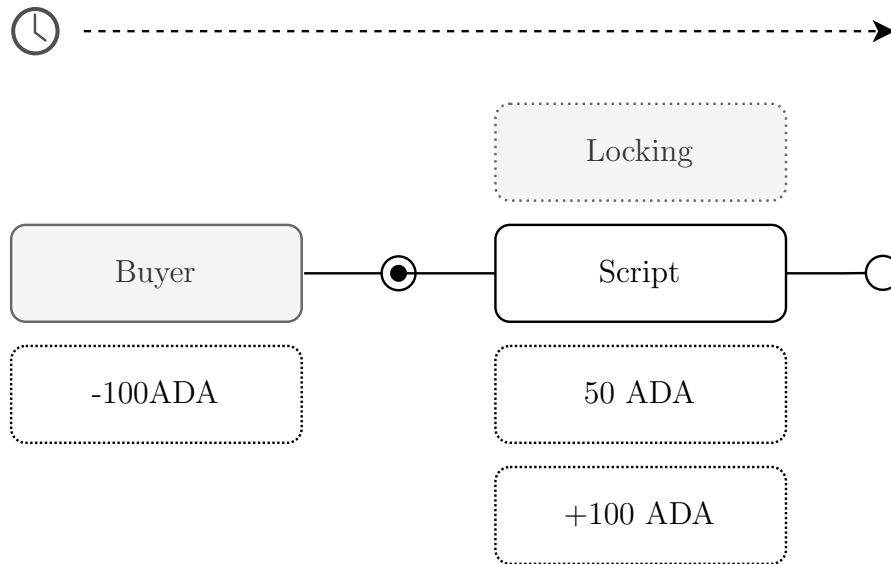 Locking
Buyer
Script
-100ADA
50 ADA
+100 ADA